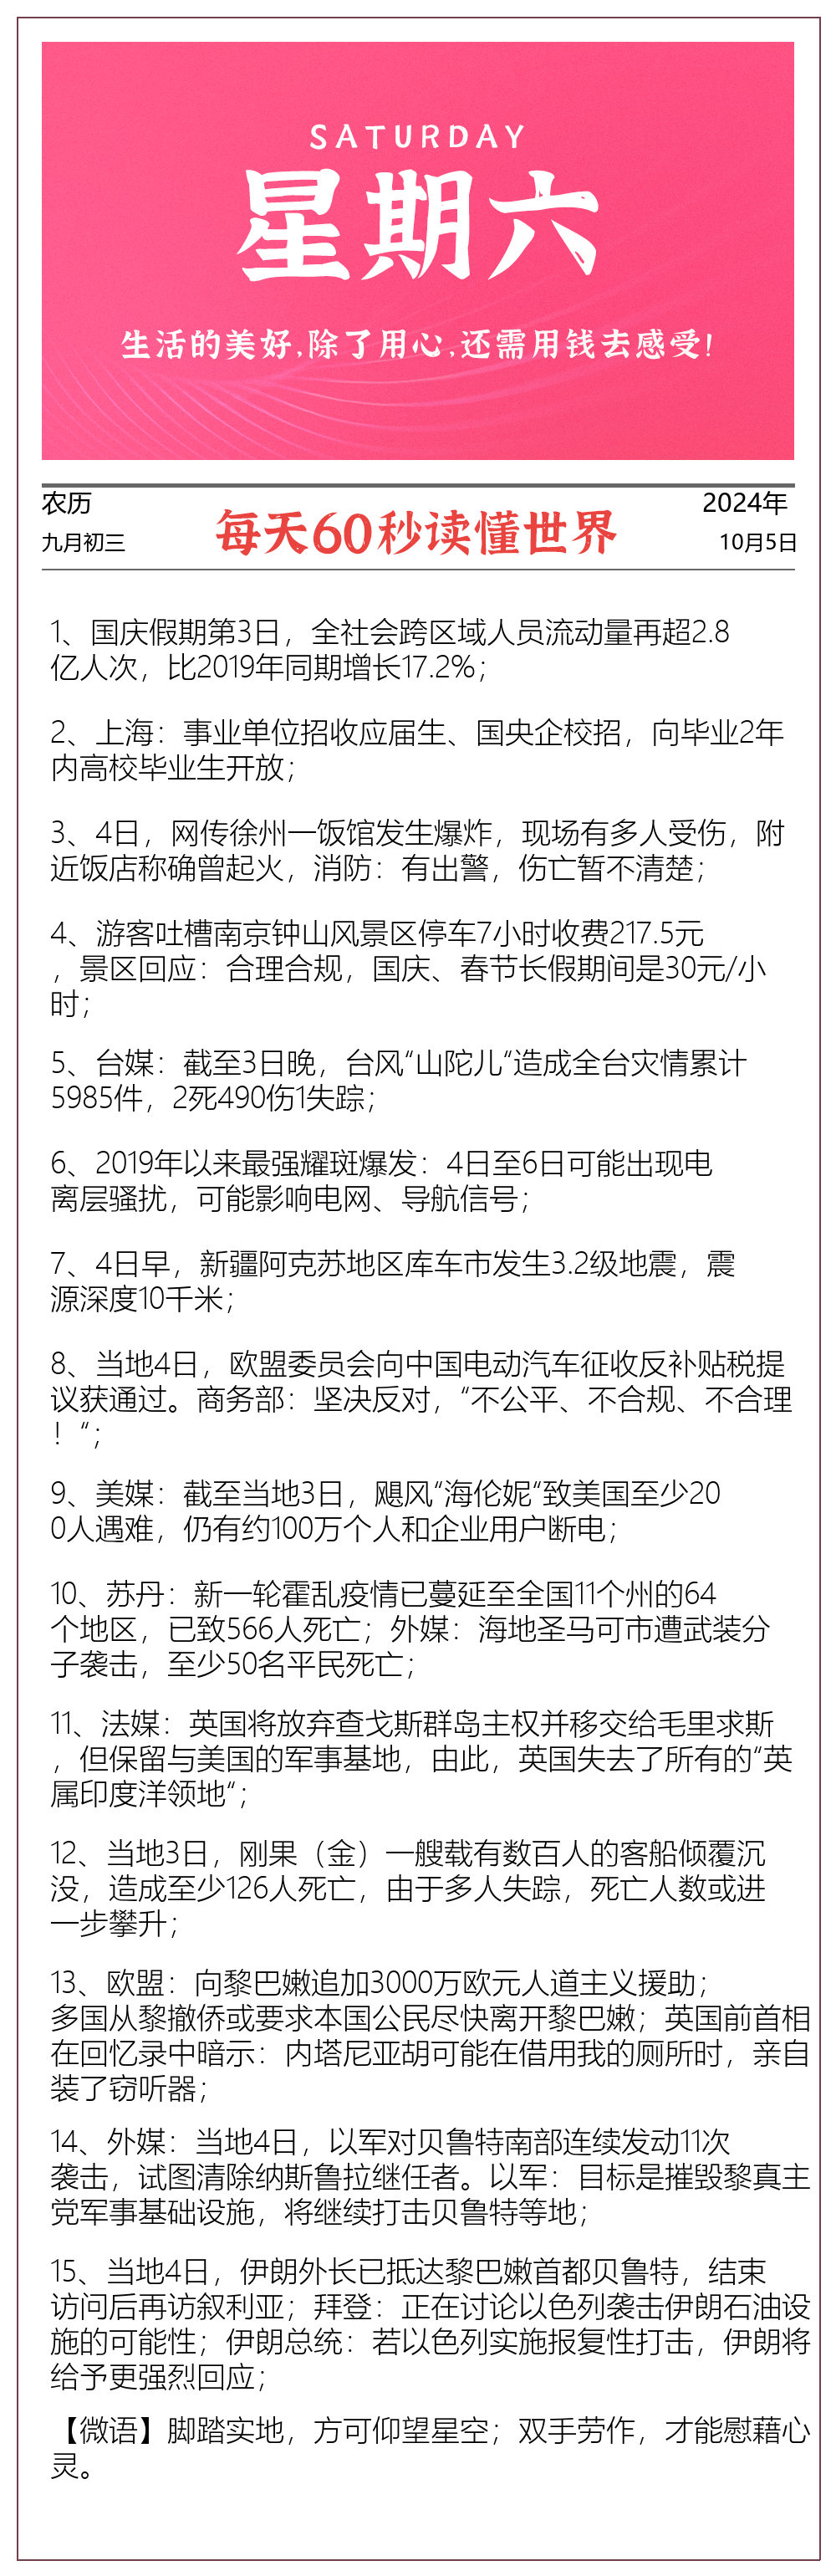 SATURDAY
星期六
生活的美好,除了用心,还需用钱去感受!
农历
九月初三
每天60秒读懂世界
2024年
10月5日
1、国庆假期第3日，全社会跨区域人员流动量再超2.8
亿人次，比2019年同期增长17.2%；
2、上海：事业单位招收应届生、国央企校招，向毕业2年
内高校毕业生开放；
3、4日，网传徐州一饭馆发生爆炸，现场有多人受伤，附
近饭店称确曾起火，消防：有出警，伤亡暂不清楚；
4、游客吐槽南京钟山风景区停车7小时收费217.5元
，景区回应：合理合规，国庆、春节长假期间是30元/小
时；
5、台媒：截至3日晚，台风“山陀儿“造成全台灾情累计
5985件，2死490伤1失踪；
6、2019年以来最强耀斑爆发：4日至6日可能出现电
离层骚扰，可能影响电网、导航信号；
7、4日早，新疆阿克苏地区库车市发生3.2级地震，震
源深度10千米；
8、当地4日，欧盟委员会向中国电动汽车征收反补贴税提
议获通过。商务部：坚决反对，“不公平、不合规、不合理
！“；
9、美媒：截至当地3日，飓风“海伦妮“致美国至少20
0人遇难，仍有约100万个人和企业用户断电；
10、苏丹：新一轮霍乱疫情已蔓延至全国11个州的64
个地区，已致566人死亡；外媒：海地圣马可市遭武装分
子袭击，至少50名平民死亡；
11、法媒：英国将放弃查戈斯群岛主权并移交给毛里求斯
，但保留与美国的军事基地，由此，英国失去了所有的“英
属印度洋领地“；
12、当地3日，刚果（金）一艘载有数百人的客船倾覆沉
没，造成至少126人死亡，由于多人失踪，死亡人数或进
一步攀升；
13、欧盟：向黎巴嫩追加3000万欧元人道主义援助；
多国从黎撤侨或要求本国公民尽快离开黎巴嫩；英国前首相
在回忆录中暗示：内塔尼亚胡可能在借用我的厕所时，亲自
装了窃听器；
14、外媒：当地4日，以军对贝鲁特南部连续发动11次
袭击，试图清除纳斯鲁拉继任者。以军：目标是摧毁黎真主
党军事基础设施，将继续打击贝鲁特等地；
15、当地4日，伊朗外长已抵达黎巴嫩首都贝鲁特，结束
访问后再访叙利亚；拜登：正在讨论以色列袭击伊朗石油设
施的可能性；伊朗总统：若以色列实施报复性打击，伊朗将
给予更强烈回应；
【微语】脚踏实地，方可仰望星空；双手劳作，才能慰藉心
灵。